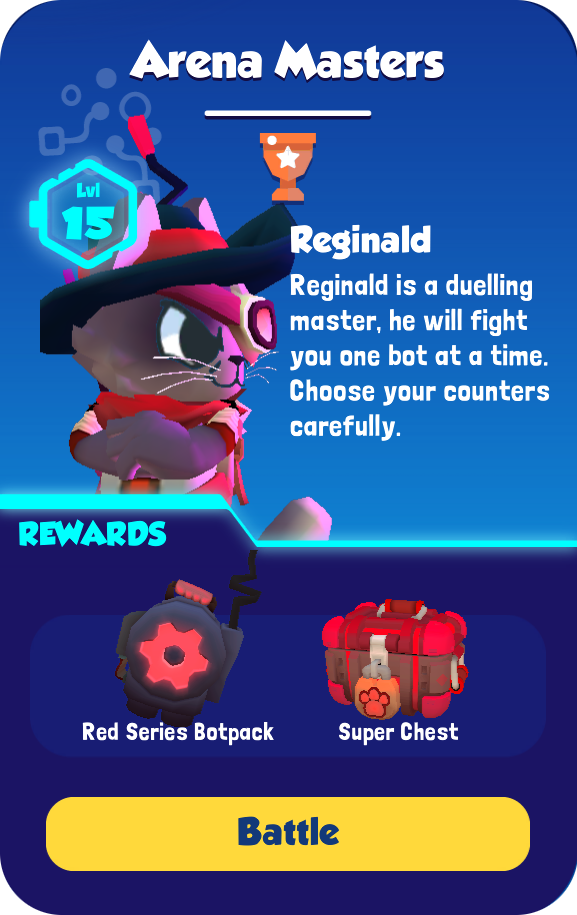 Arena Masters
Lvl
15
Reginald
Reginald is a duelling
master, he will fight
you one bot at a time.
Choose your counters
carefully.
REWARDS
Red Series Botpack
Super Chest
Battle